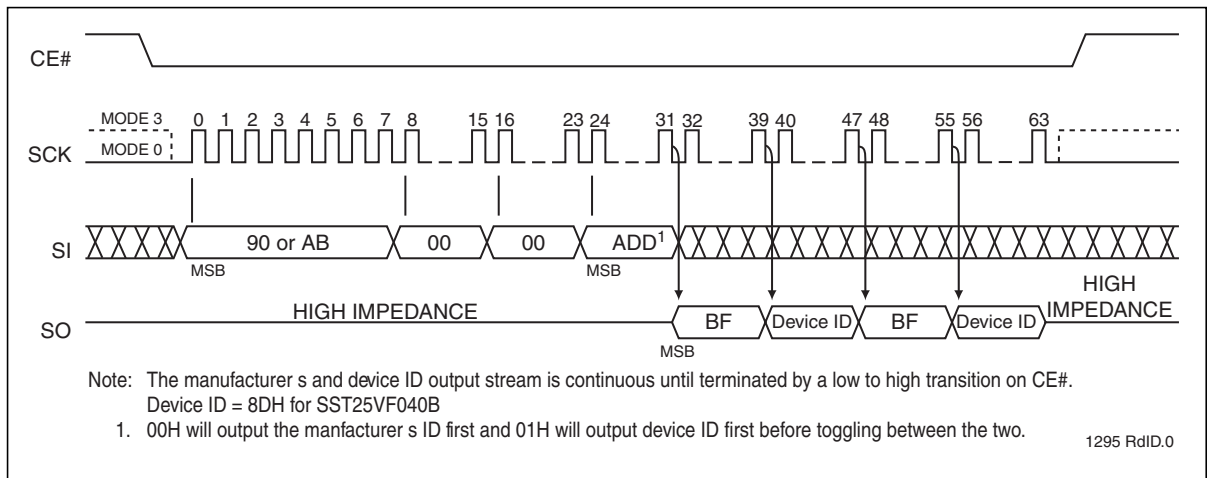 CE#
MODE 3
0 1 2 3 4 5 6 7 8 15 16 23 24 31 32 39 40 47 48 55 56 63
SCK
MODE 0
SI
90 or AB 00 00 ADD1
MSB MSB
HIGH IMPEDANCE
HIGH
IMPEDANCE
SO
BF Device ID BF Device ID
MSB
Note: The manufacturer s and device ID output stream is continuous until terminated by a low to high transition on CE#.
Device ID = 8DH for SST25VF040B
1. 00H will output the manfacturer s ID first and 01H will output device ID first before toggling between the two.
1295 RdID.0